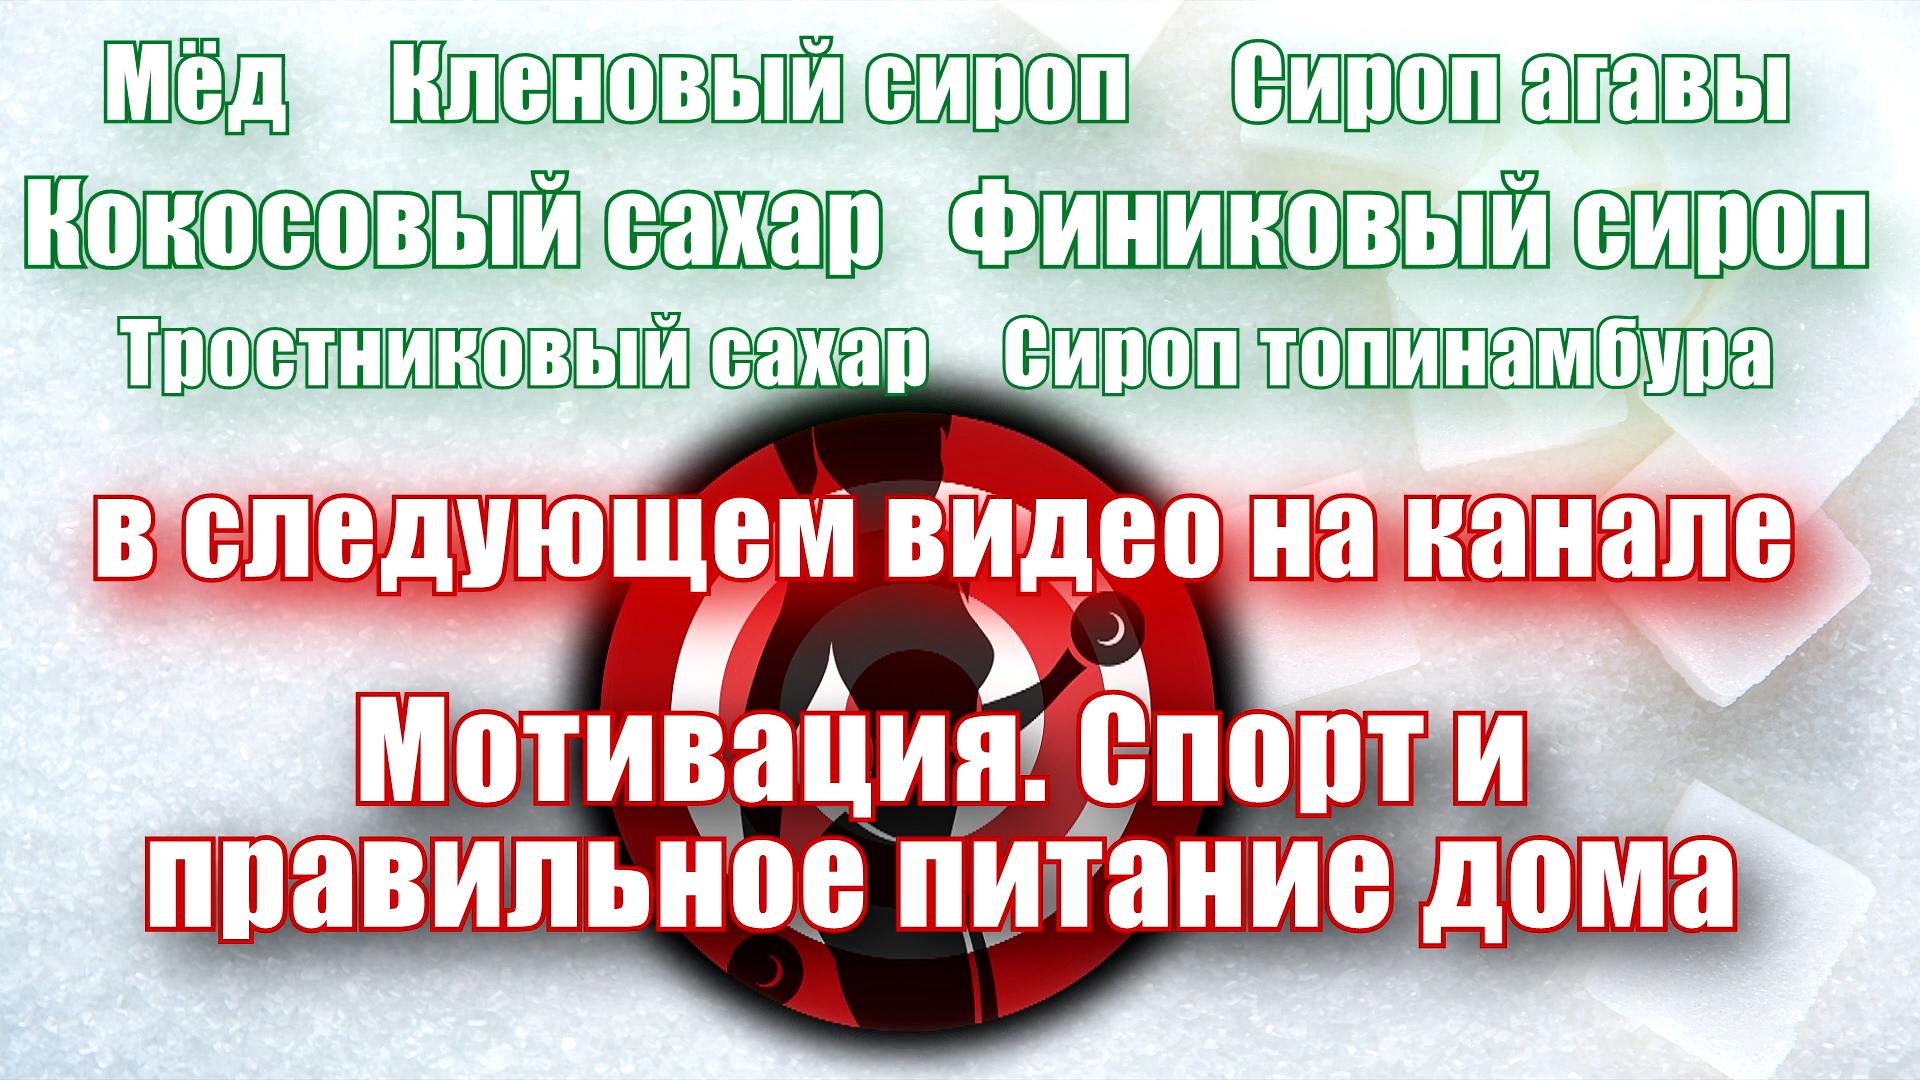 Мёд Кленовый сироп Сироп агавы
Кокосовый сахар Финиковый сироп
Тростниковый сахар Сироп топинамбура
в следующем видео на канале
Мотивация. Спорт и
правильное питание дома